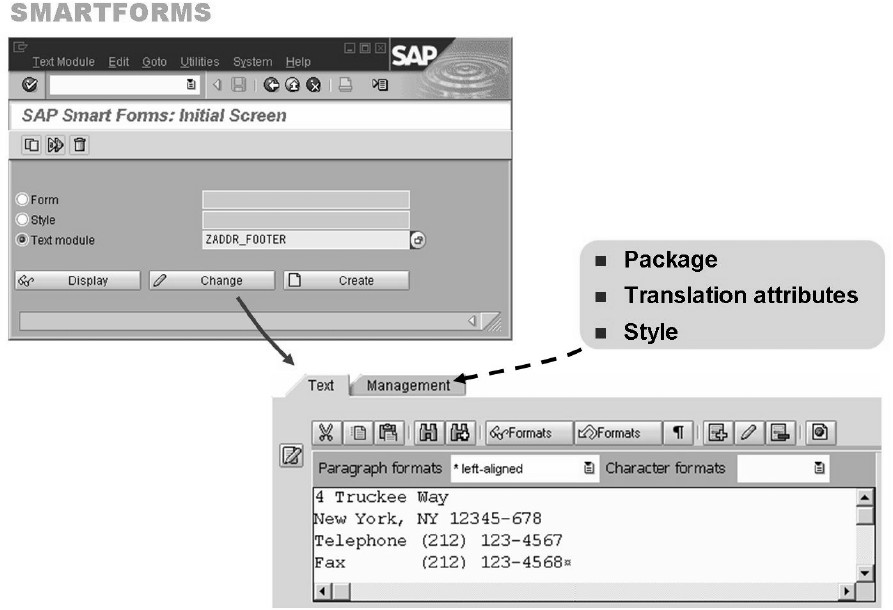 SMARTFORMS
Text Module Edit Goto Utilities System Help
SAP
SAP Smart Forms: Initial Screen
Form
Style
Text module ZADDR_FOOTER
Display Change Create
Package
Translation attributes
Style
Text Management
Formats Formats
Paragraph formats * left-aligned Character formats
4 Truckee Way
New York, NY 12345-678
Telephone (212) 123-4567
Fax (212) 123-4568¤